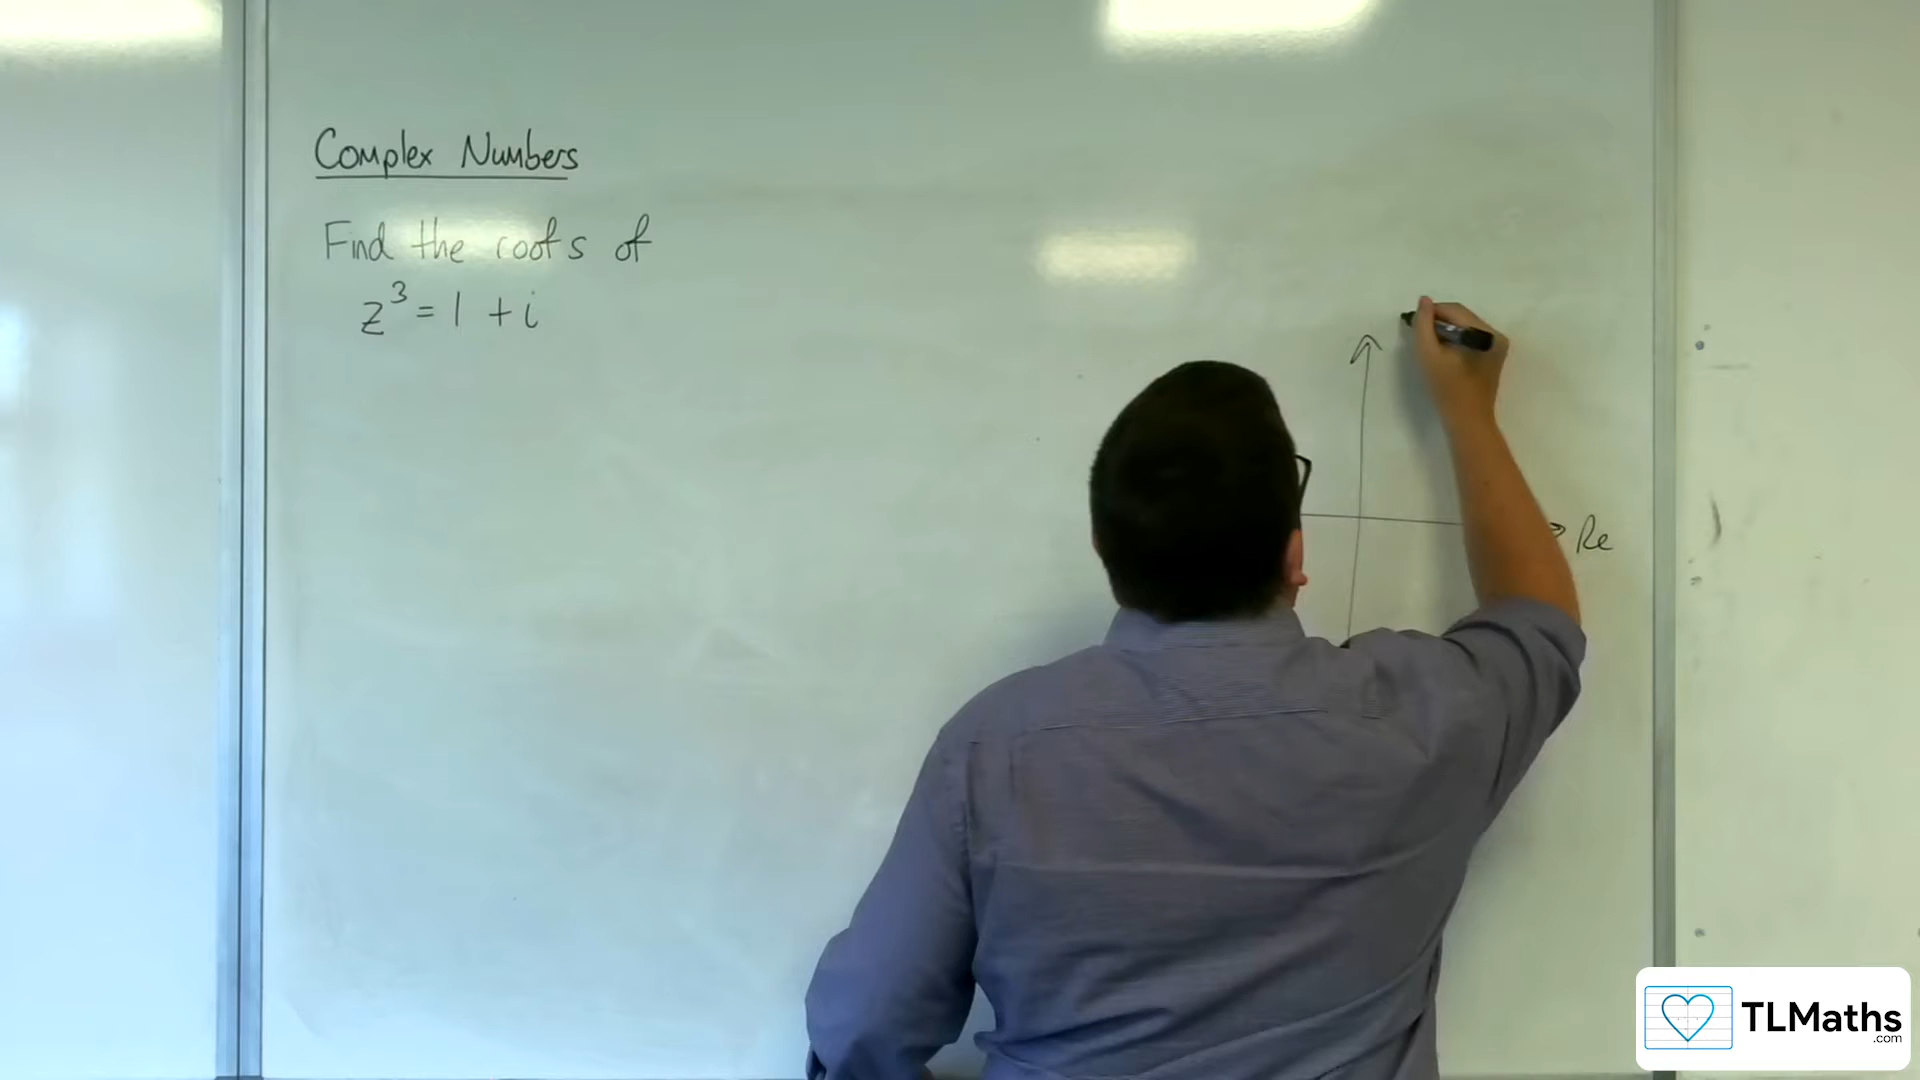 Complex Numbers
Find the roots of
z³ = 1 + i
Re
TLMaths
.com